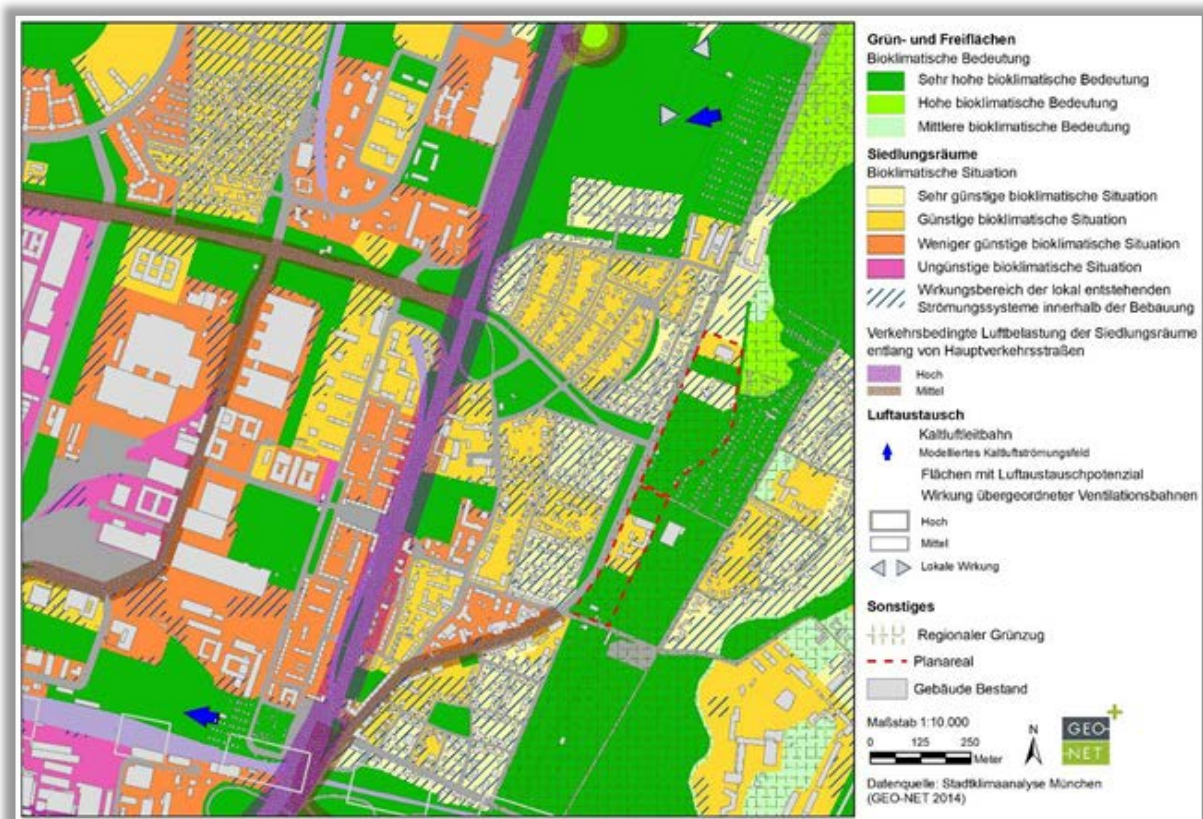 Grün- und Freiflächen
Bioklimatische Bedeutung
Sehr hohe bioklimatische Bedeutung
Hohe bioklimatische Bedeutung
Mittlere bioklimatische Bedeutung
Siedlungsräume
Bioklimatische Situation
Sehr günstige bioklimatische Situation
Günstige bioklimatische Situation
Weniger günstige bioklimatische Situation
Ungünstige bioklimatische Situation
Wirkungsbereich der lokal entstehenden
Strömungssysteme innerhalb der Bebauung
Verkehrsbedingte Luftbelastung der Siedlungsräume
entlang von Hauptverkehrsstraßen
Hoch
Mittel
Luftaustausch
Kaltluftleitbahn
Modelliertes Kaltluftströmungsfeld
Flächen mit Luftaustauschpotenzial
Wirkung übergeordneter Ventilationsbahnen
Hoch
Mittel
Lokale Wirkung
Sonstiges
Regionaler Grünzug
Planareal
Gebäude Bestand
Maßstab 1:10.000
0 125 250
Meter
N
GEO-
NET
Datenquelle: Stadtklimaanalyse München
(GEO-NET 2014)